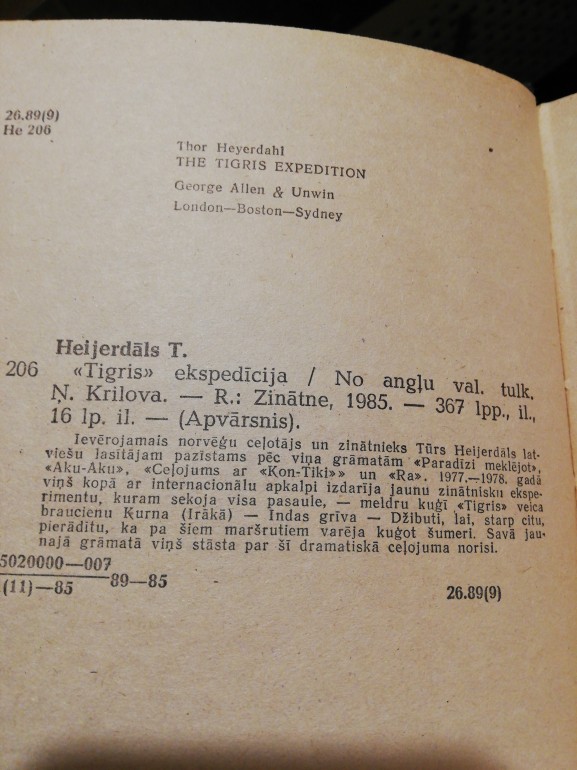 26.89(9)
He 206
Thor Heyerdahl
THE TIGRIS EXPEDITION
George Allen & Unwin
London—Boston—Sydney
Heijerdāls T.
206 «Tigris» ekspedīcija / No angļu val. tulk.
Ņ. Krilova. — R.: Zinātne, 1985. — 367 lpp., il.,
16 lp. il. — (Apvārsnis).
Ievērojamais norvēģu ceļotājs un zinātnieks Tūrs Heijerdāls lat-
viešu lasītājam pazīstams pēc viņa grāmatām «Paradīzi meklējot»,
«Aku-Aku», «Ceļojums ar «Kon-Tiki»» un «Ra». 1977.—1978. gadā
viņš kopā ar internacionālu apkalpi izdarīja jaunu zinātnisku ekspe-
rimentu, kuram sekoja visa pasaule, — meldru kuģī «Tigris» veica
braucienu Ķurna (Irākā) — Indas grīva — Džibuti, lai, starp citu,
pierādītu, ka pa šiem maršrutiem varēja kuģot šumeri. Savā jau-
najā grāmatā viņš stāsta par šī dramatiskā ceļojuma norisi.
5020000—007
(11)—85 89—85
26.89(9)